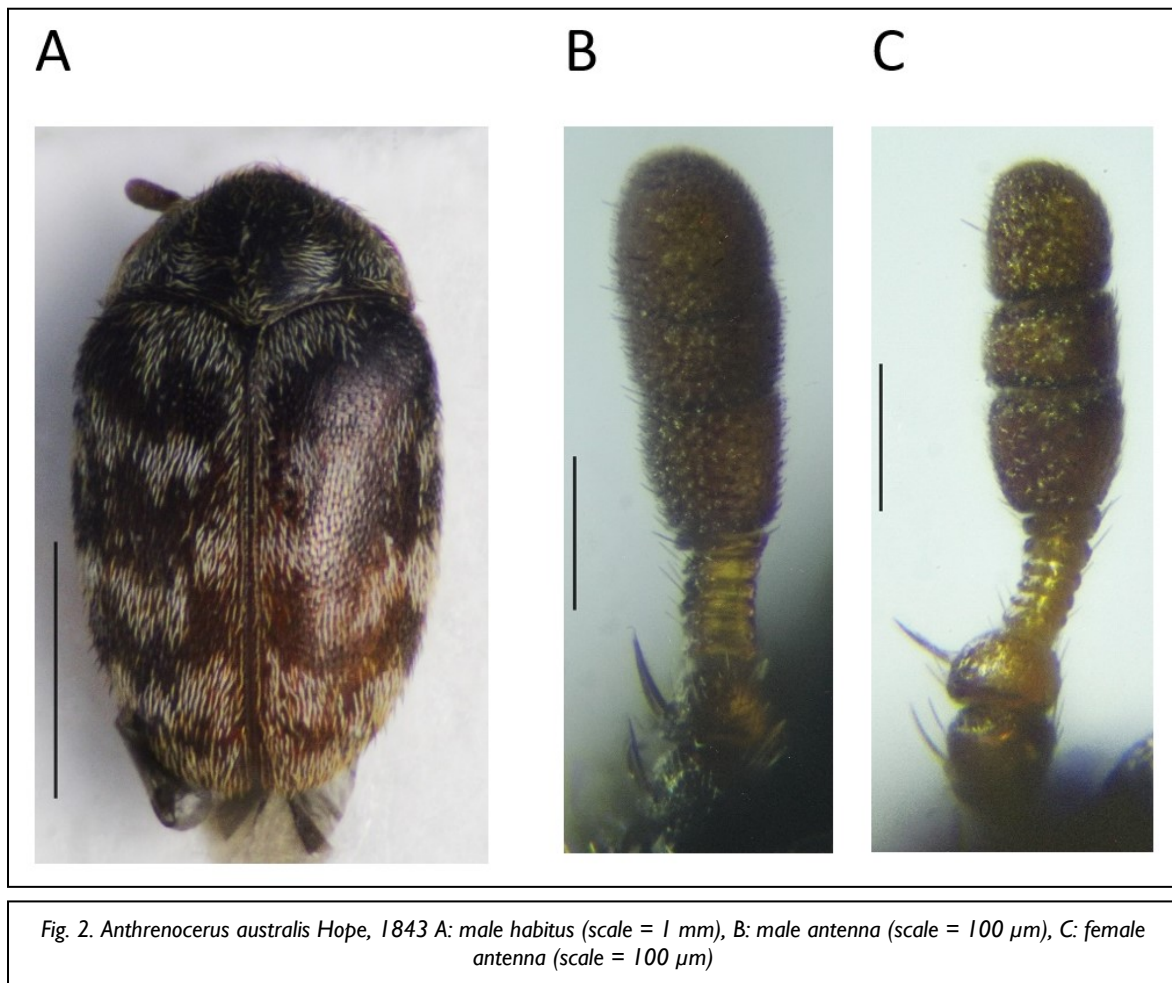 A
B
C
Fig. 2. Anthrenocerus australis Hope, 1843 A: male habitus (scale = 1 mm), B: male antenna (scale = 100 µm), C: female
antenna (scale = 100 µm)